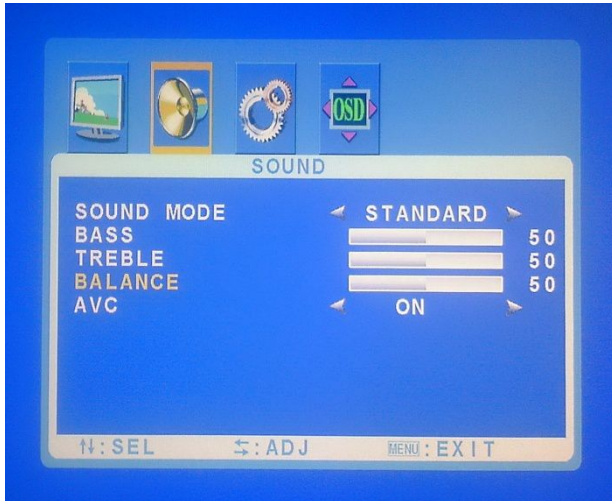 OSD
SOUND
SOUND MODE STANDARD
BASS 50
TREBLE 50
BALANCE 50
AVC ON
:SEL :ADJ MENU:EXIT